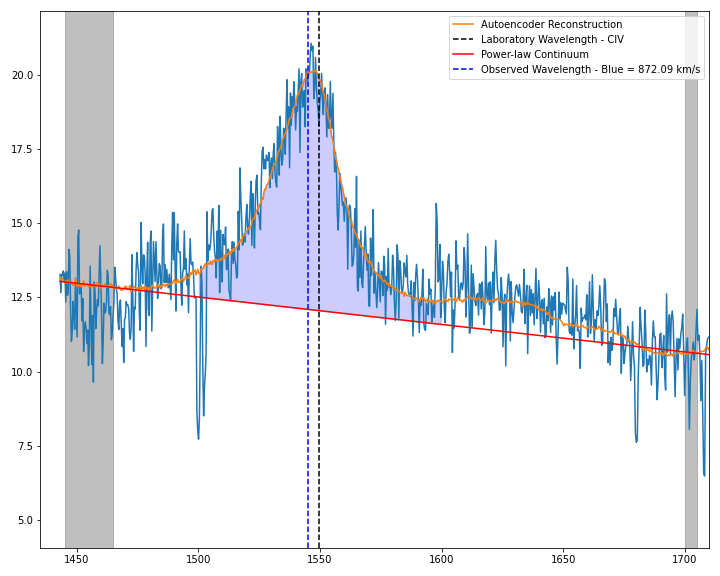 Autoencoder Reconstruction
Laboratory Wavelength - CIV
Power-law Continuum
Observed Wavelength - Blue = 872.09 km/s
20.0
17.5
15.0
12.5
10.0
7.5
5.0
1450 1500 1550 1600 1650 1700